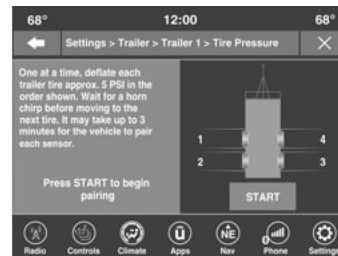 68°
12:00
68°
Settings > Trailer > Trailer 1 > Tire Pressure
One at a time, deflate each
trailer tire approx. 5 PSI in the
order shown. Wait for a horn
chirp before moving to the
next tire. It may take up to 3
minutes for the vehicle to pair
each sensor.
Press START to begin
pairing
1
4
2
3
START
Radio
Controls
Climate
Apps
NE
Nav
Phone
Settings